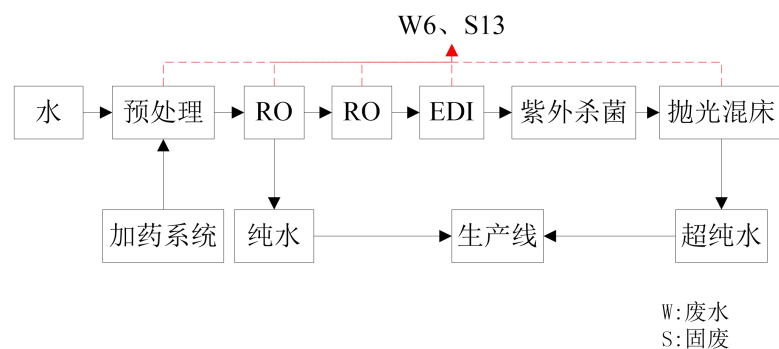 W6、S13
水 预处理 RO RO EDI 紫外杀菌 抛光混床
加药系统 纯水 生产线 超纯水
W:废水
S:固废